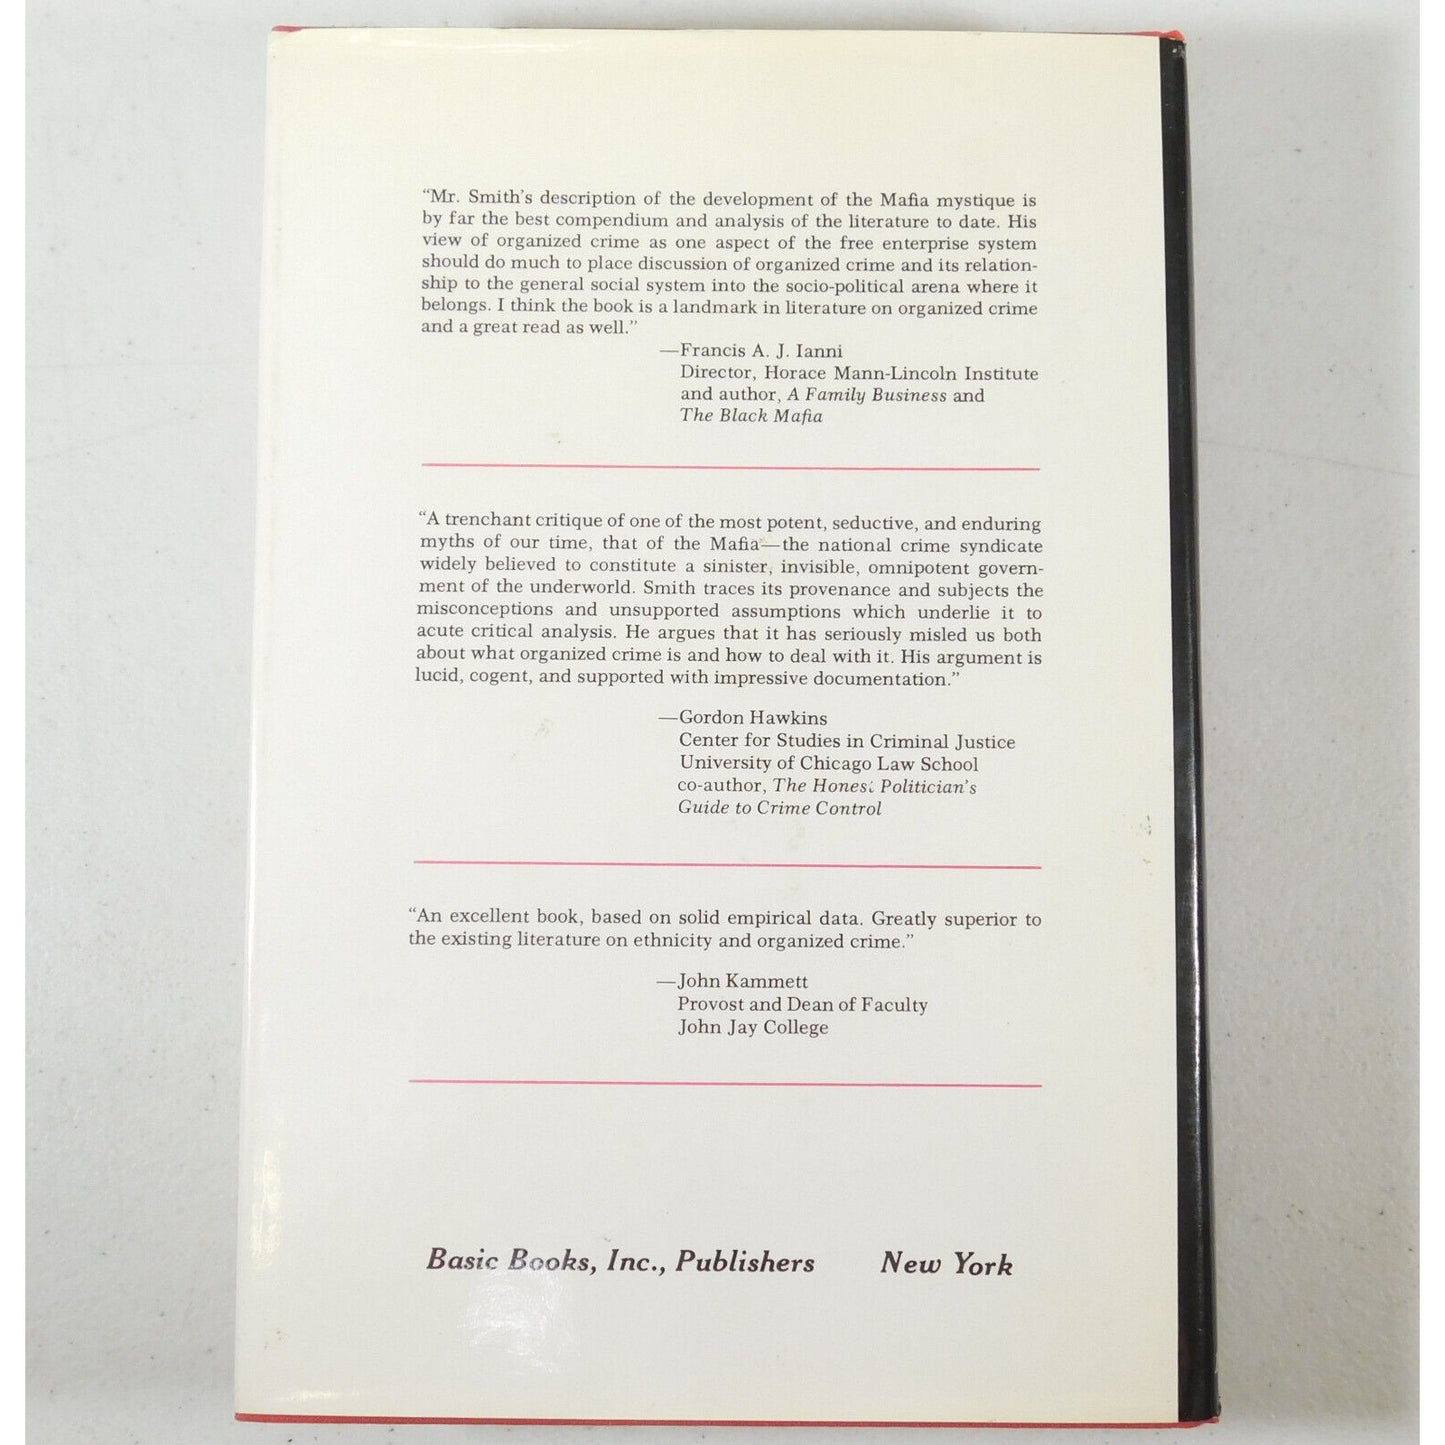 “Mr. Smith’s description of the development of the Mafia mystique is
by far the best compendium and analysis of the literature to date. His
view of organized crime as one aspect of the free enterprise system
should do much to place discussion of organized crime and its relation-
ship to the general social system into the socio-political arena where it
belongs. I think the book is a landmark in literature on organized crime
and a great read as well.”
—Francis A. J. Ianni
Director, Horace Mann-Lincoln Institute
and author, A Family Business and
The Black Mafia
“A trenchant critique of one of the most potent, seductive, and enduring
myths of our time, that of the Mafia—the national crime syndicate
widely believed to constitute a sinister, invisible, omnipotent govern-
ment of the underworld. Smith traces its provenance and subjects the
misconceptions and unsupported assumptions which underlie it to
acute critical analysis. He argues that it has seriously misled us both
about what organized crime is and how to deal with it. His argument is
lucid, cogent, and supported with impressive documentation.”
—Gordon Hawkins
Center for Studies in Criminal Justice
University of Chicago Law School
co-author, The Honest Politician’s
Guide to Crime Control
“An excellent book, based on solid empirical data. Greatly superior to
the existing literature on ethnicity and organized crime.”
—John Kammett
Provost and Dean of Faculty
John Jay College
Basic Books, Inc., Publishers New York